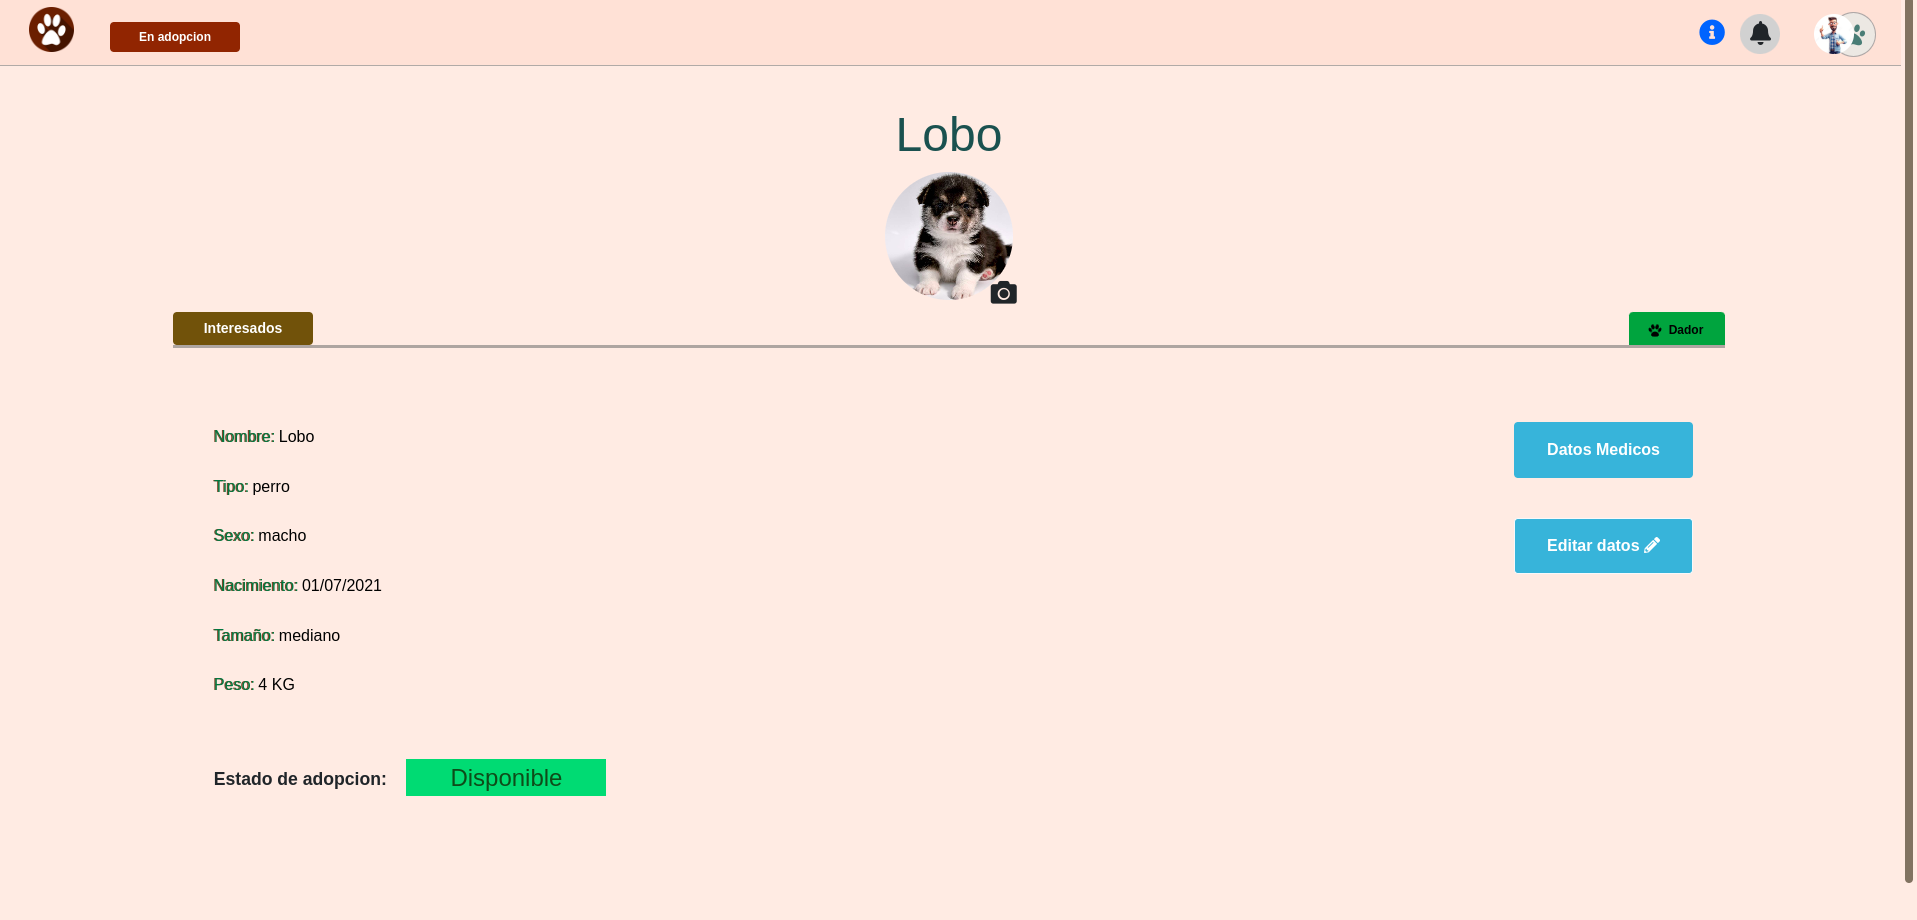 En adopcion
Lobo
Interesados
Dador
Nombre: Lobo
Datos Medicos
Tipo: perro
Sexo: macho
Editar datos
Nacimiento: 01/07/2021
Tamaño: mediano
Peso: 4 KG
Estado de adopcion: Disponible